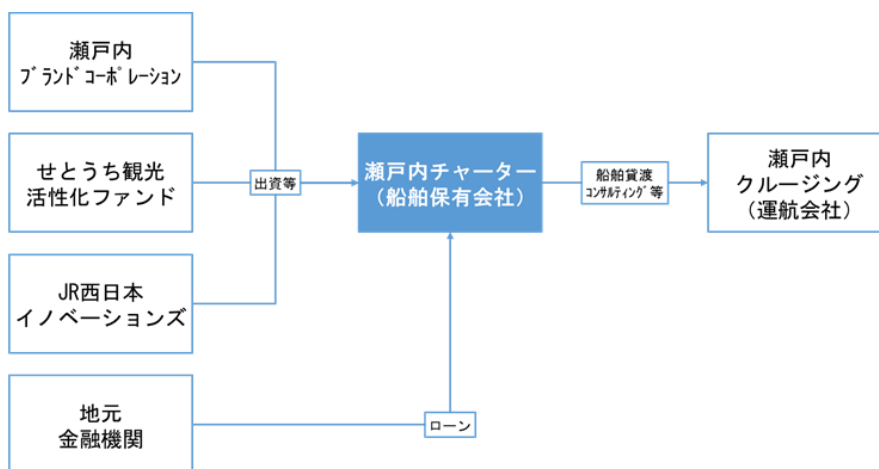 瀬戸内
ﾌﾞﾗﾝﾄﾞｺｰﾎﾟﾚｰｼｮﾝ
せとうち観光
活性化ファンド
JR西日本
イノベーションズ
地元
金融機関
出資等
ローン
瀬戸内チャーター
（船舶保有会社）
船舶貸渡
ｺﾝｻﾙﾃｨﾝｸﾞ等
瀬戸内
クルージング
（運航会社）